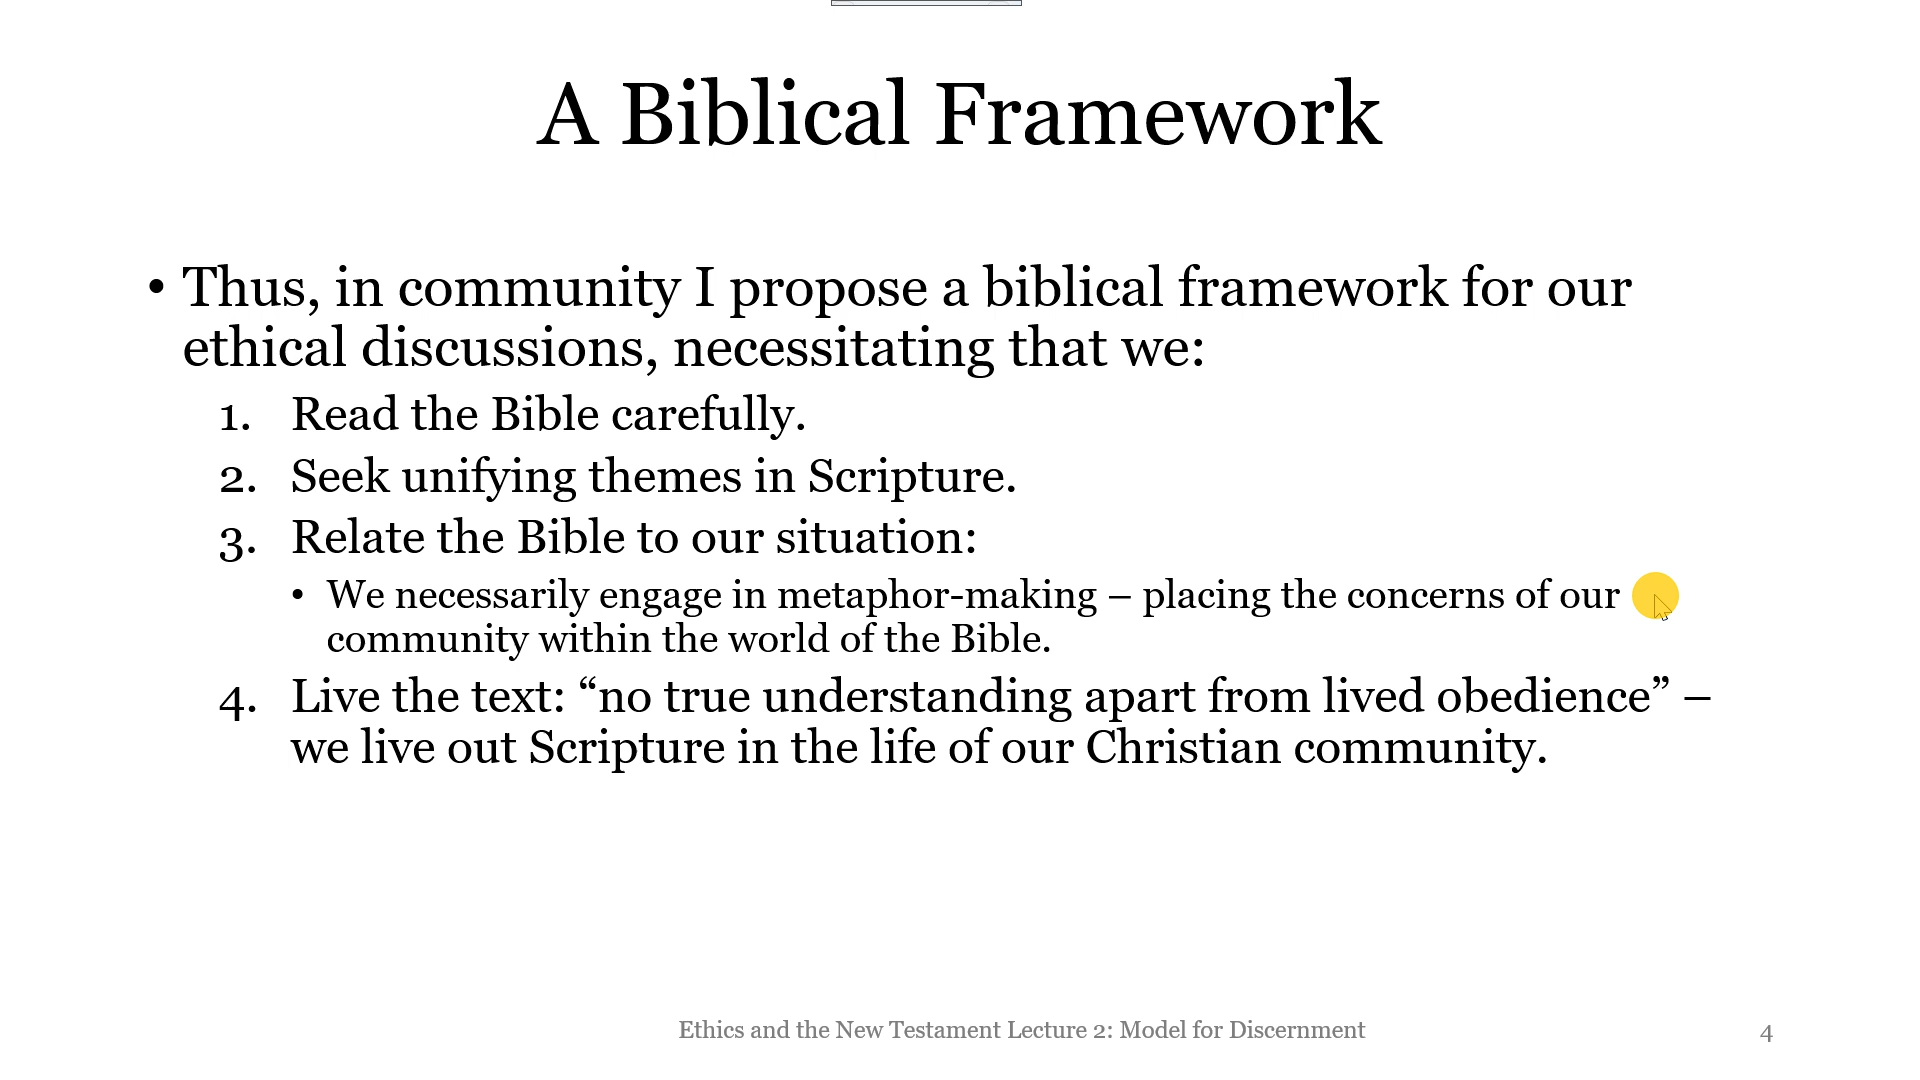 A Biblical Framework
• Thus, in community I propose a biblical framework for our
ethical discussions, necessitating that we:
1. Read the Bible carefully.
2. Seek unifying themes in Scripture.
3. Relate the Bible to our situation:
• We necessarily engage in metaphor-making – placing the concerns of our
community within the world of the Bible.
4. Live the text: “no true understanding apart from lived obedience” –
we live out Scripture in the life of our Christian community.
Ethics and the New Testament Lecture 2: Model for Discernment
4